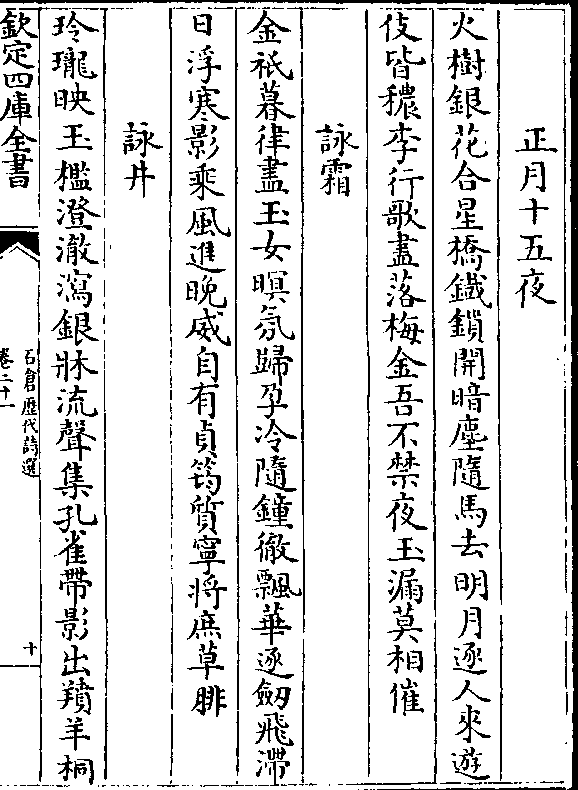 正月十五夜
火樹銀花合星橋鐵鎖開暗塵隨馬去明月逐人來遊
伎皆穠李行歌盡落梅金吾不禁夜玉漏莫相催
詠霜
金祇暮律盡玉女暝氛歸孕冷隨鐘徹飄華逐劒飛滯
日浮寒影乘風進晚威自有貞筠質寧將庶草腓
詠井
玲瓏映玉檻澄澈瀉銀牀流聲集孔雀帶影出羵羊桐
欽定四庫全書
石倉歷代詩選
卷二十一
十